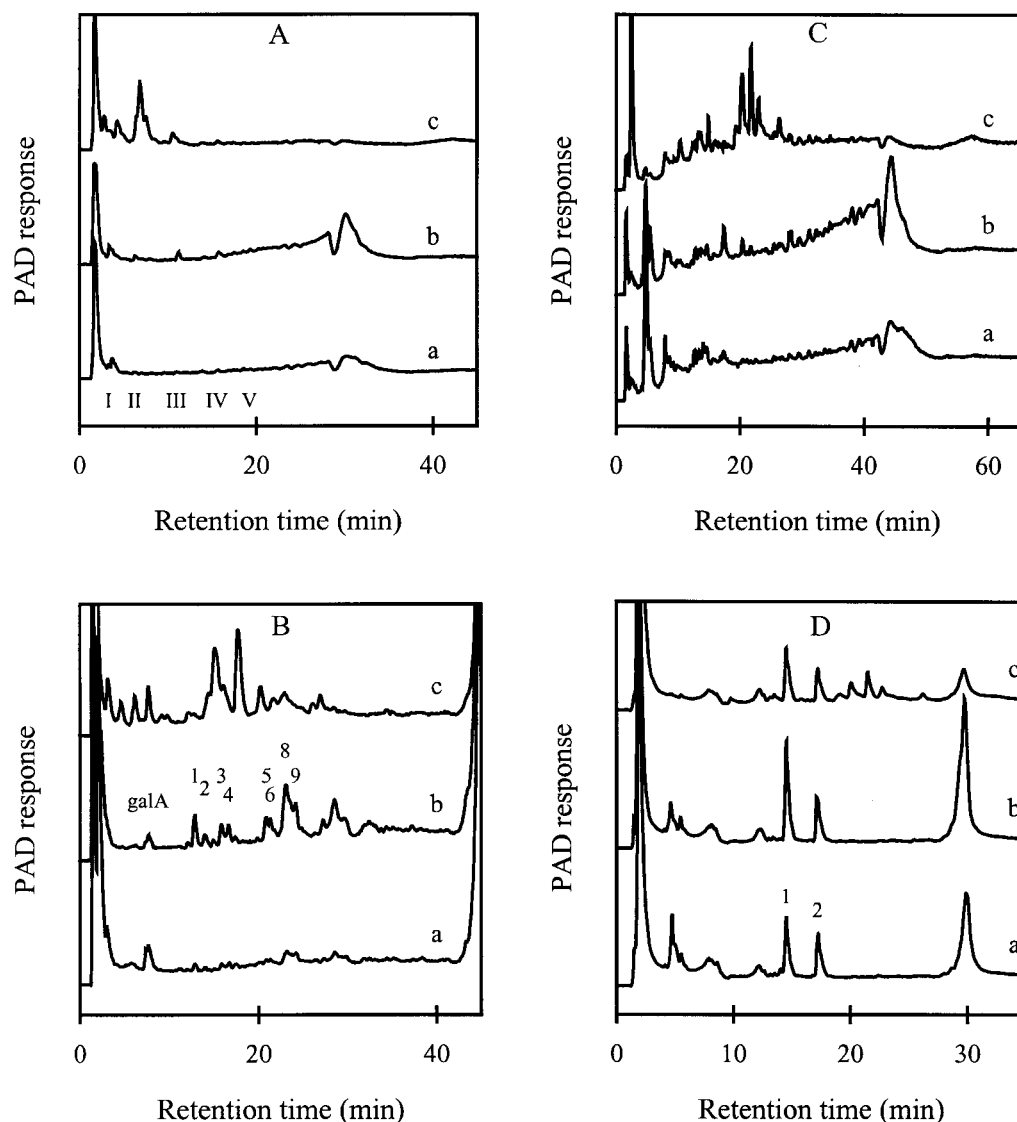 A
PAD response
c
b
a
I II III IV V
0 20 40
Retention time (min)
C
PAD response
c
b
a
0 20 40 60
Retention time (min)
B
PAD response
c
8
1 3 5 9
2 4 6
galA
b
a
0 20 40
Retention time (min)
D
PAD response
c
b
1 2
a
0 10 20 30
Retention time (min)